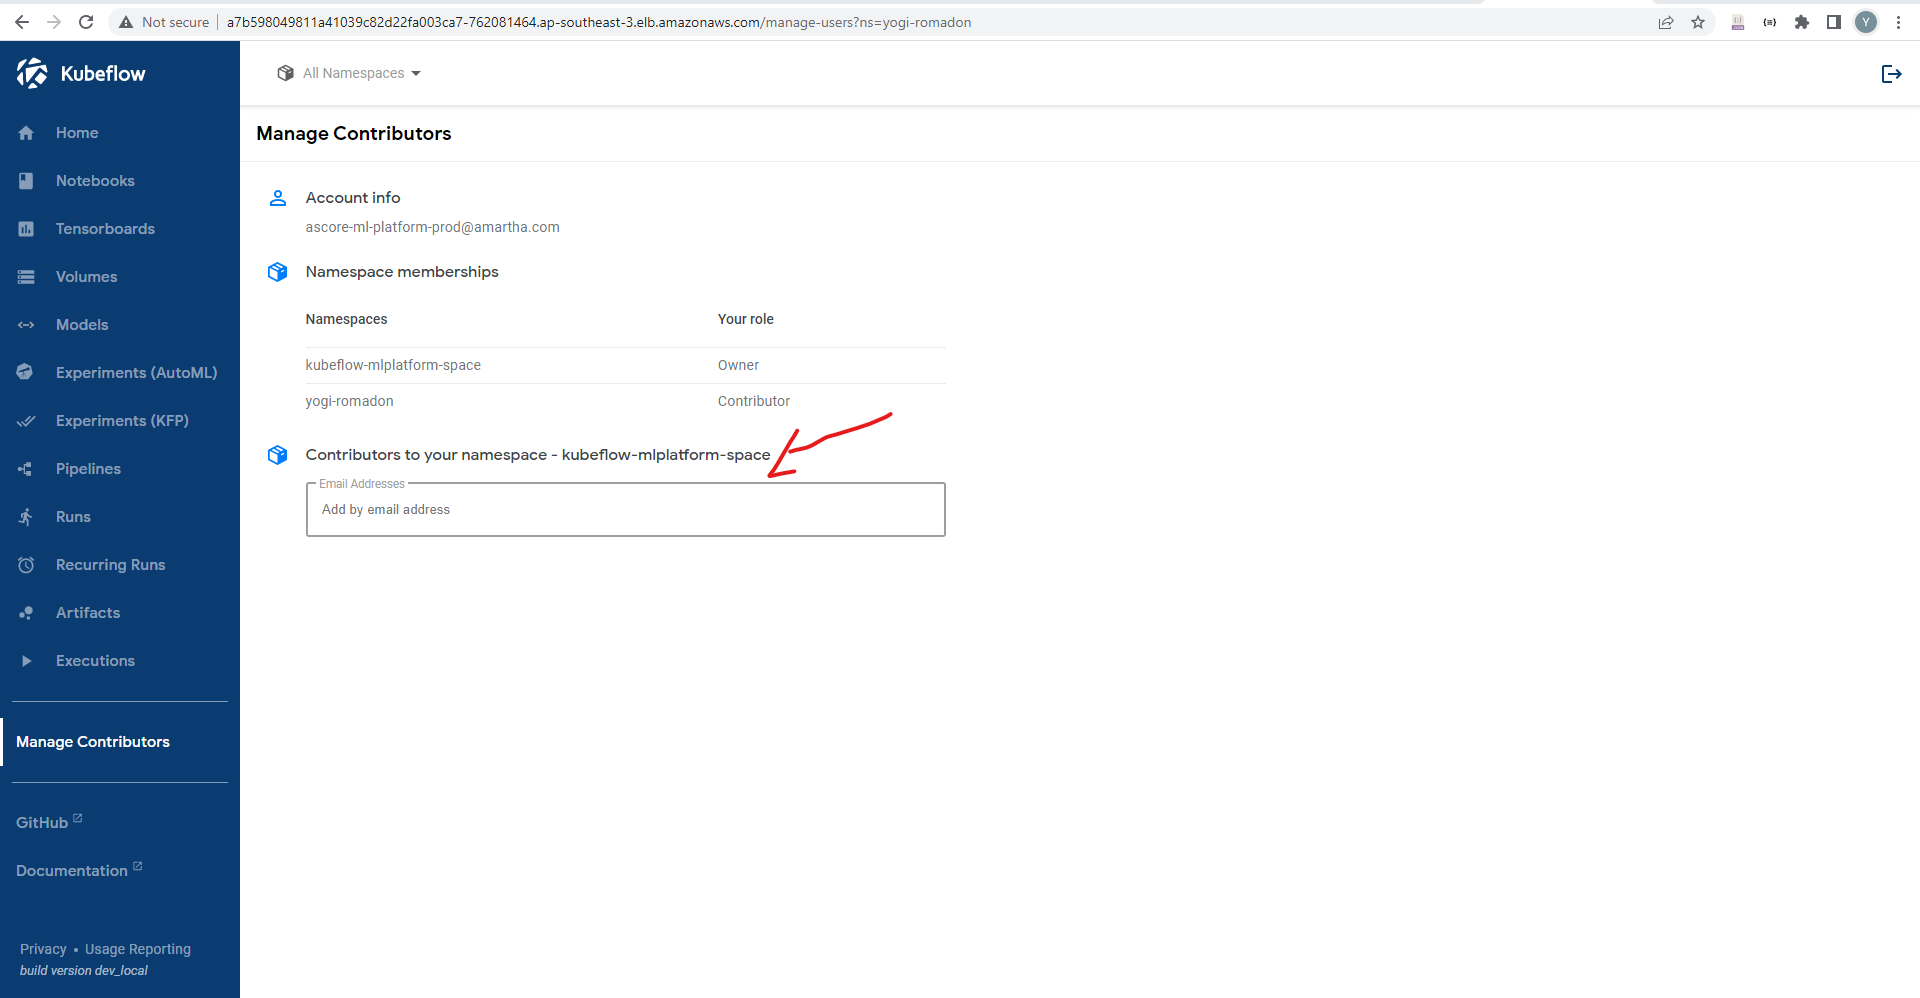 Not secure a7b598049811a41039c82d22fa003ca7-762081464.ap-southeast-3.elb.amazonaws.com/manage-users?ns=yogi-romadon
Y
Kubeflow
All Namespaces
Home
Notebooks
Tensorboards
Volumes
Models
Experiments (AutoML)
Experiments (KFP)
Pipelines
Runs
Recurring Runs
Artifacts
Executions
Manage Contributors
GitHub
Documentation
Privacy • Usage Reporting
build version dev_local
Manage Contributors
Account info
ascore-ml-platform-prod@amartha.com
Namespace memberships
Namespaces Your role
kubeflow-mlplatform-space Owner
yogi-romadon Contributor
Contributors to your namespace - kubeflow-mlplatform-space
Email Addresses
Add by email address